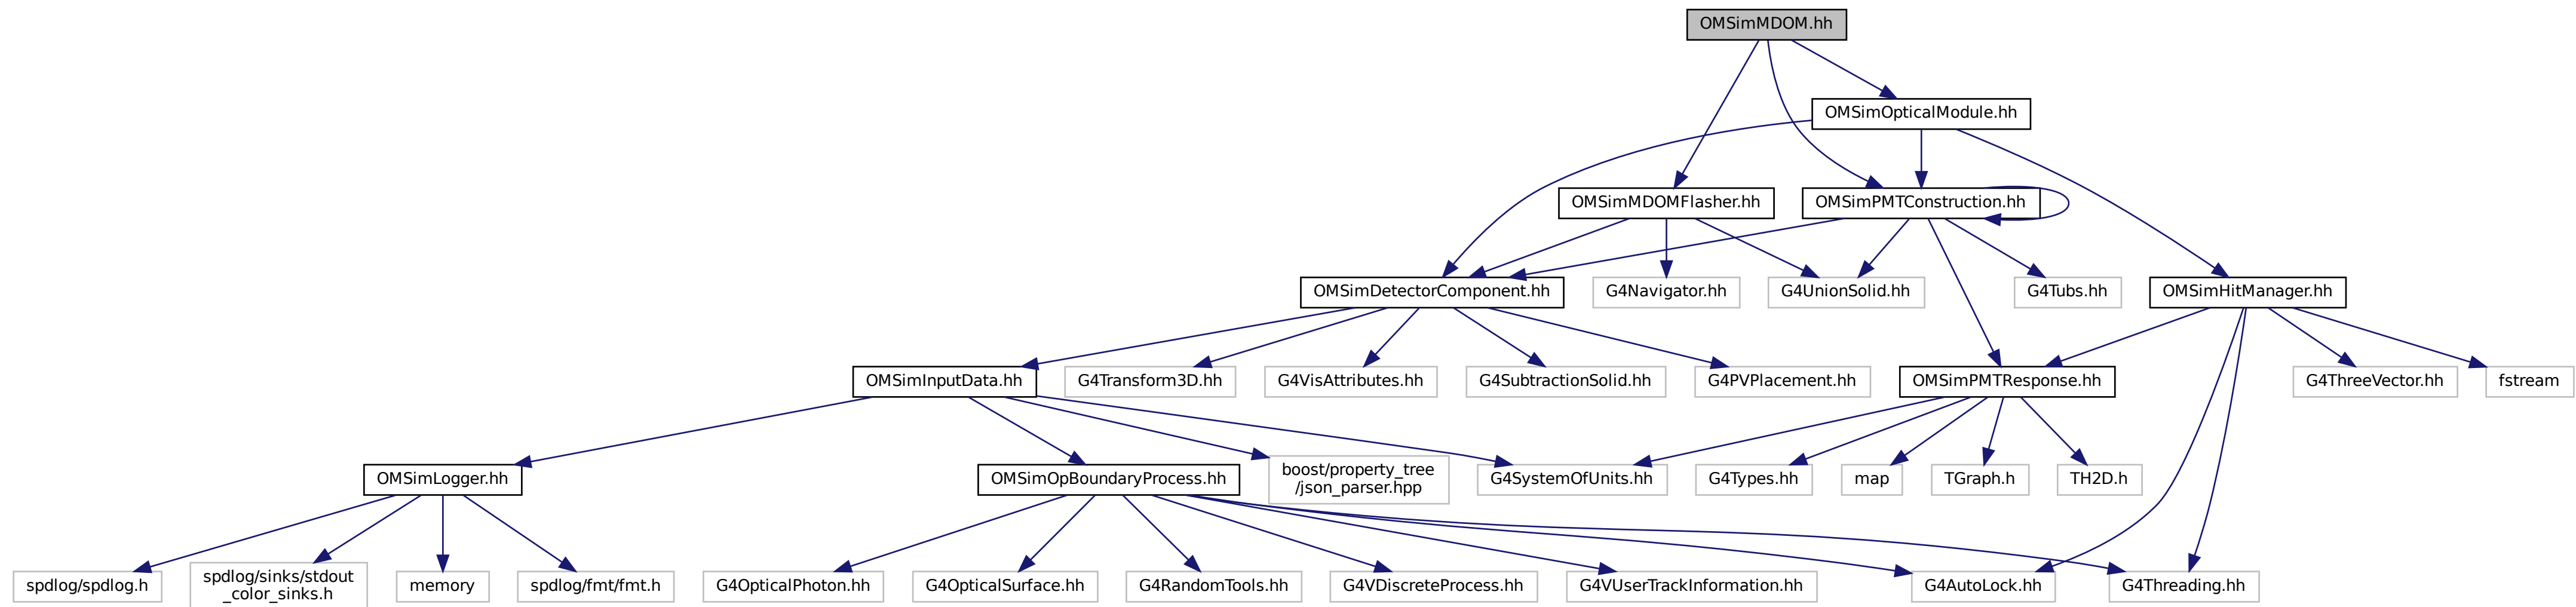 OMSimMDOM.hh
OMSimOpticalModule.hh
OMSimMDOMFlasher.hh
OMSimPMTConstruction.hh
OMSimDetectorComponent.hh
G4Navigator.hh
G4UnionSolid.hh
G4Tubs.hh
OMSimHitManager.hh
OMSimInputData.hh
G4Transform3D.hh
G4VisAttributes.hh
G4SubtractionSolid.hh
G4PVPlacement.hh
OMSimPMTResponse.hh
G4ThreeVector.hh
fstream
OMSimLogger.hh
OMSimOpBoundaryProcess.hh
boost/property_tree
/json_parser.hpp
G4SystemOfUnits.hh
G4Types.hh
map
TGraph.h
TH2D.h
spdlog/spdlog.h
spdlog/sinks/stdout
_color_sinks.h
memory
spdlog/fmt/fmt.h
G4OpticalPhoton.hh
G4OpticalSurface.hh
G4RandomTools.hh
G4VDiscreteProcess.hh
G4VUserTrackInformation.hh
G4AutoLock.hh
G4Threading.hh